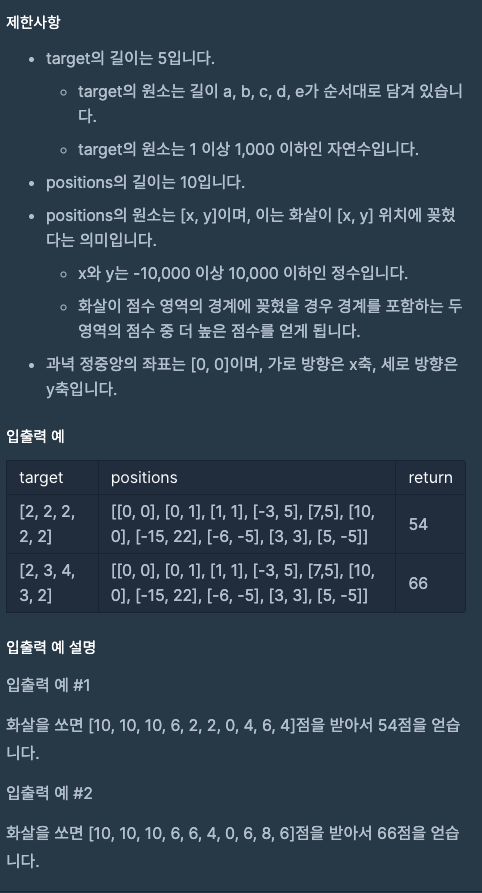 제한사항
• target의 길이는 5입니다.
◦ target의 원소는 길이 a, b, c, d, e가 순서대로 담겨 있습니
다.
◦ target의 원소는 1 이상 1,000 이하인 자연수입니다.
• positions의 길이는 10입니다.
• positions의 원소는 [x, y]이며, 이는 화살이 [x, y] 위치에 꽂혔
다는 의미입니다.
◦ x와 y는 -10,000 이상 10,000 이하인 정수입니다.
◦ 화살이 점수 영역의 경계에 꽂혔을 경우 경계를 포함하는 두
영역의 점수 중 더 높은 점수를 얻게 됩니다.
• 과녁 정중앙의 좌표는 [0, 0]이며, 가로 방향은 x축, 세로 방향은
y축입니다.
입출력 예
target positions return
[2, 2, 2, [[0, 0], [0, 1], [1, 1], [-3, 5], [7,5], [10, 54
2, 2] 0], [-15, 22], [-6, -5], [3, 3], [5, -5]]
[2, 3, 4, [[0, 0], [0, 1], [1, 1], [-3, 5], [7,5], [10, 66
3, 2] 0], [-15, 22], [-6, -5], [3, 3], [5, -5]]
입출력 예 설명
입출력 예 #1
화살을 쏘면 [10, 10, 10, 6, 2, 2, 0, 4, 6, 4]점을 받아서 54점을 얻습
니다.
입출력 예 #2
화살을 쏘면 [10, 10, 10, 6, 6, 4, 0, 6, 8, 6]점을 받아서 66점을 얻습
니다.